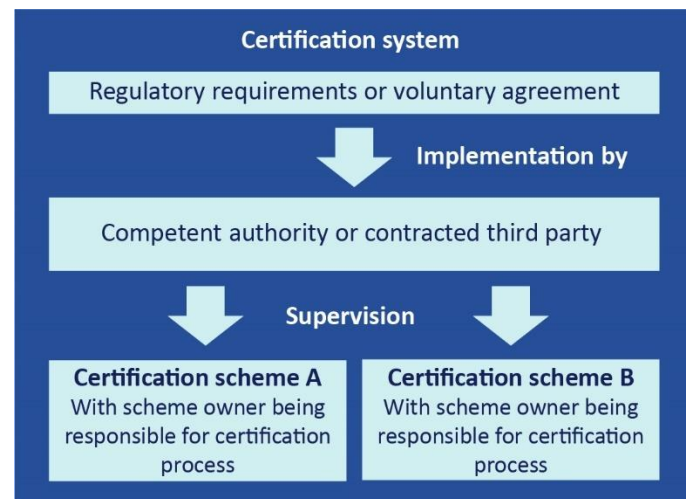 Certification system
Regulatory requirements or voluntary agreement
Implementation by
Competent authority or contracted third party
Supervision
Certification scheme A
With scheme owner being
responsible for certification
process
Certification scheme B
With scheme owner being
responsible for certification
process